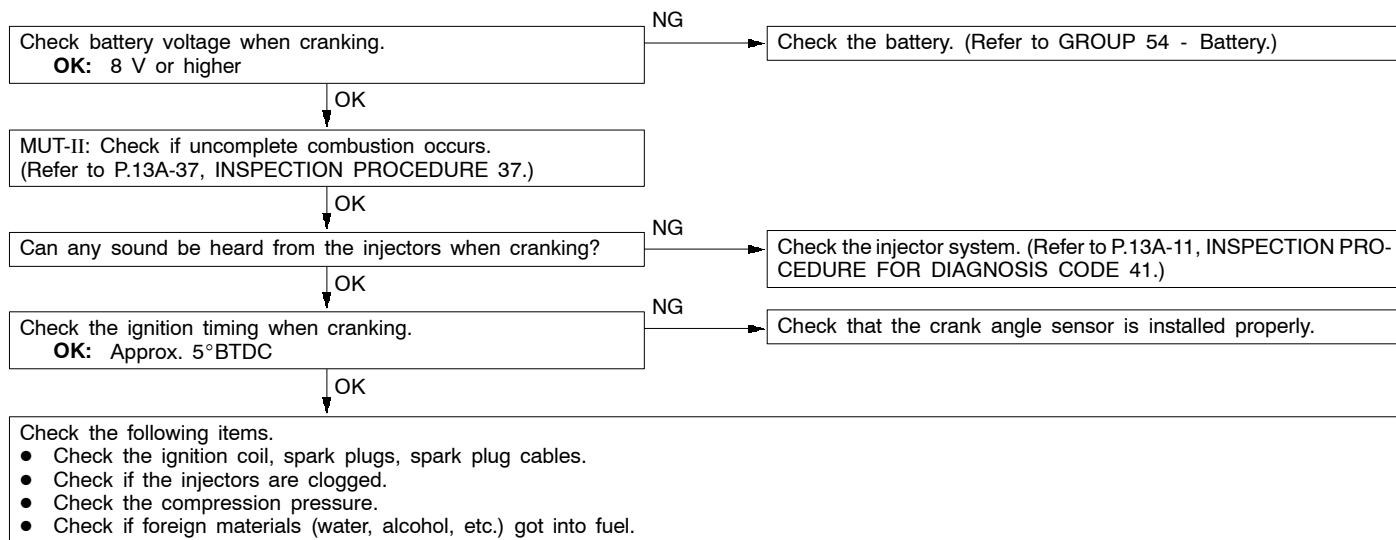 Check battery voltage when cranking.
OK: 8 V or higher
NG
Check the battery. (Refer to GROUP 54 - Battery.)
OK
MUT-II: Check if uncomplete combustion occurs.
(Refer to P.13A-37, INSPECTION PROCEDURE 37.)
OK
Can any sound be heard from the injectors when cranking?
NG
Check the injector system. (Refer to P.13A-11, INSPECTION PRO-
CEDURE FOR DIAGNOSIS CODE 41.)
OK
Check the ignition timing when cranking.
OK: Approx. 5°BTDC
NG
Check that the crank angle sensor is installed properly.
OK
Check the following items.
● Check the ignition coil, spark plugs, spark plug cables.
● Check if the injectors are clogged.
● Check the compression pressure.
● Check if foreign materials (water, alcohol, etc.) got into fuel.